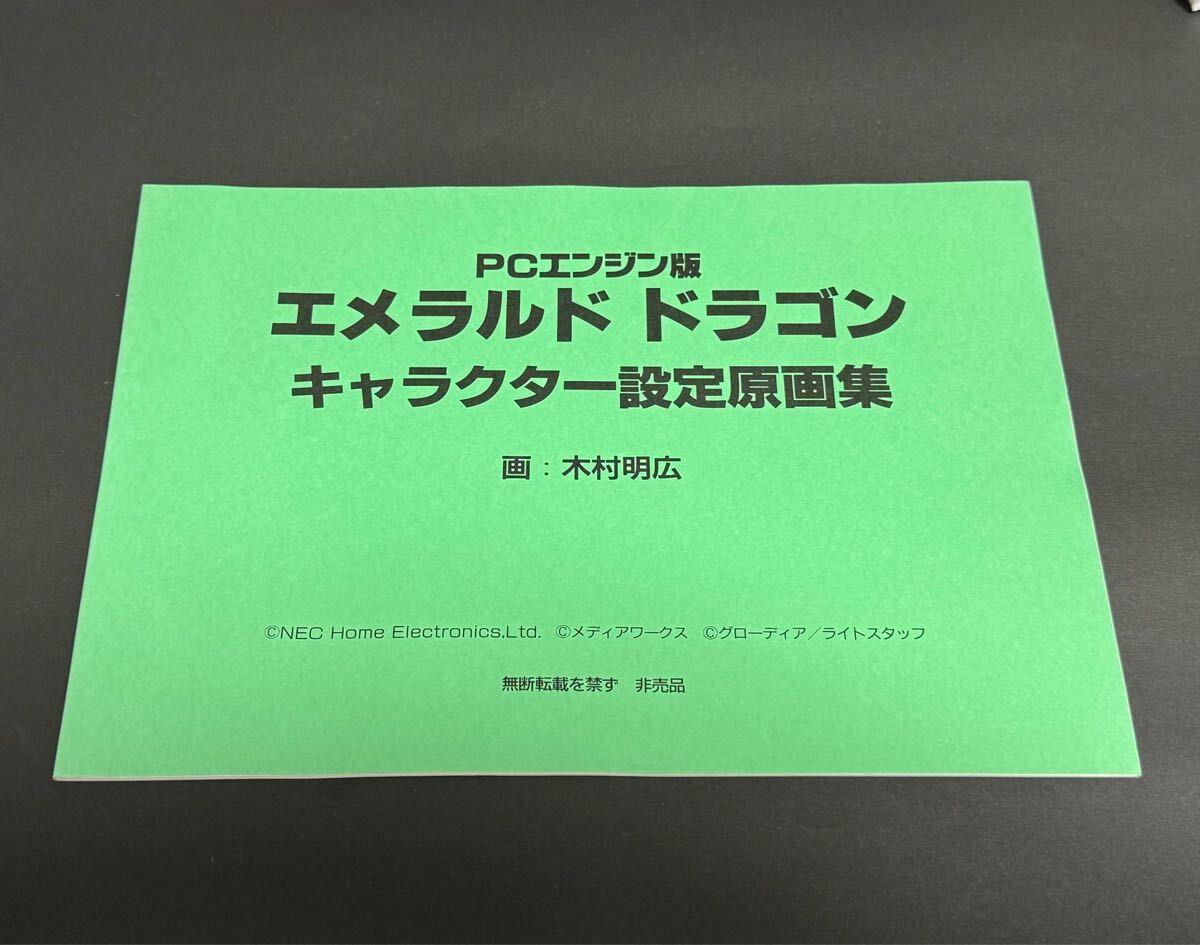 PCエンジン版
エメラルド ドラゴン
キャラクター設定原画集
画：木村明広
©NEC Home Electronics,Ltd. ©メディアワークス ©グローディア／ライトスタッフ
無断転載を禁ず 非売品